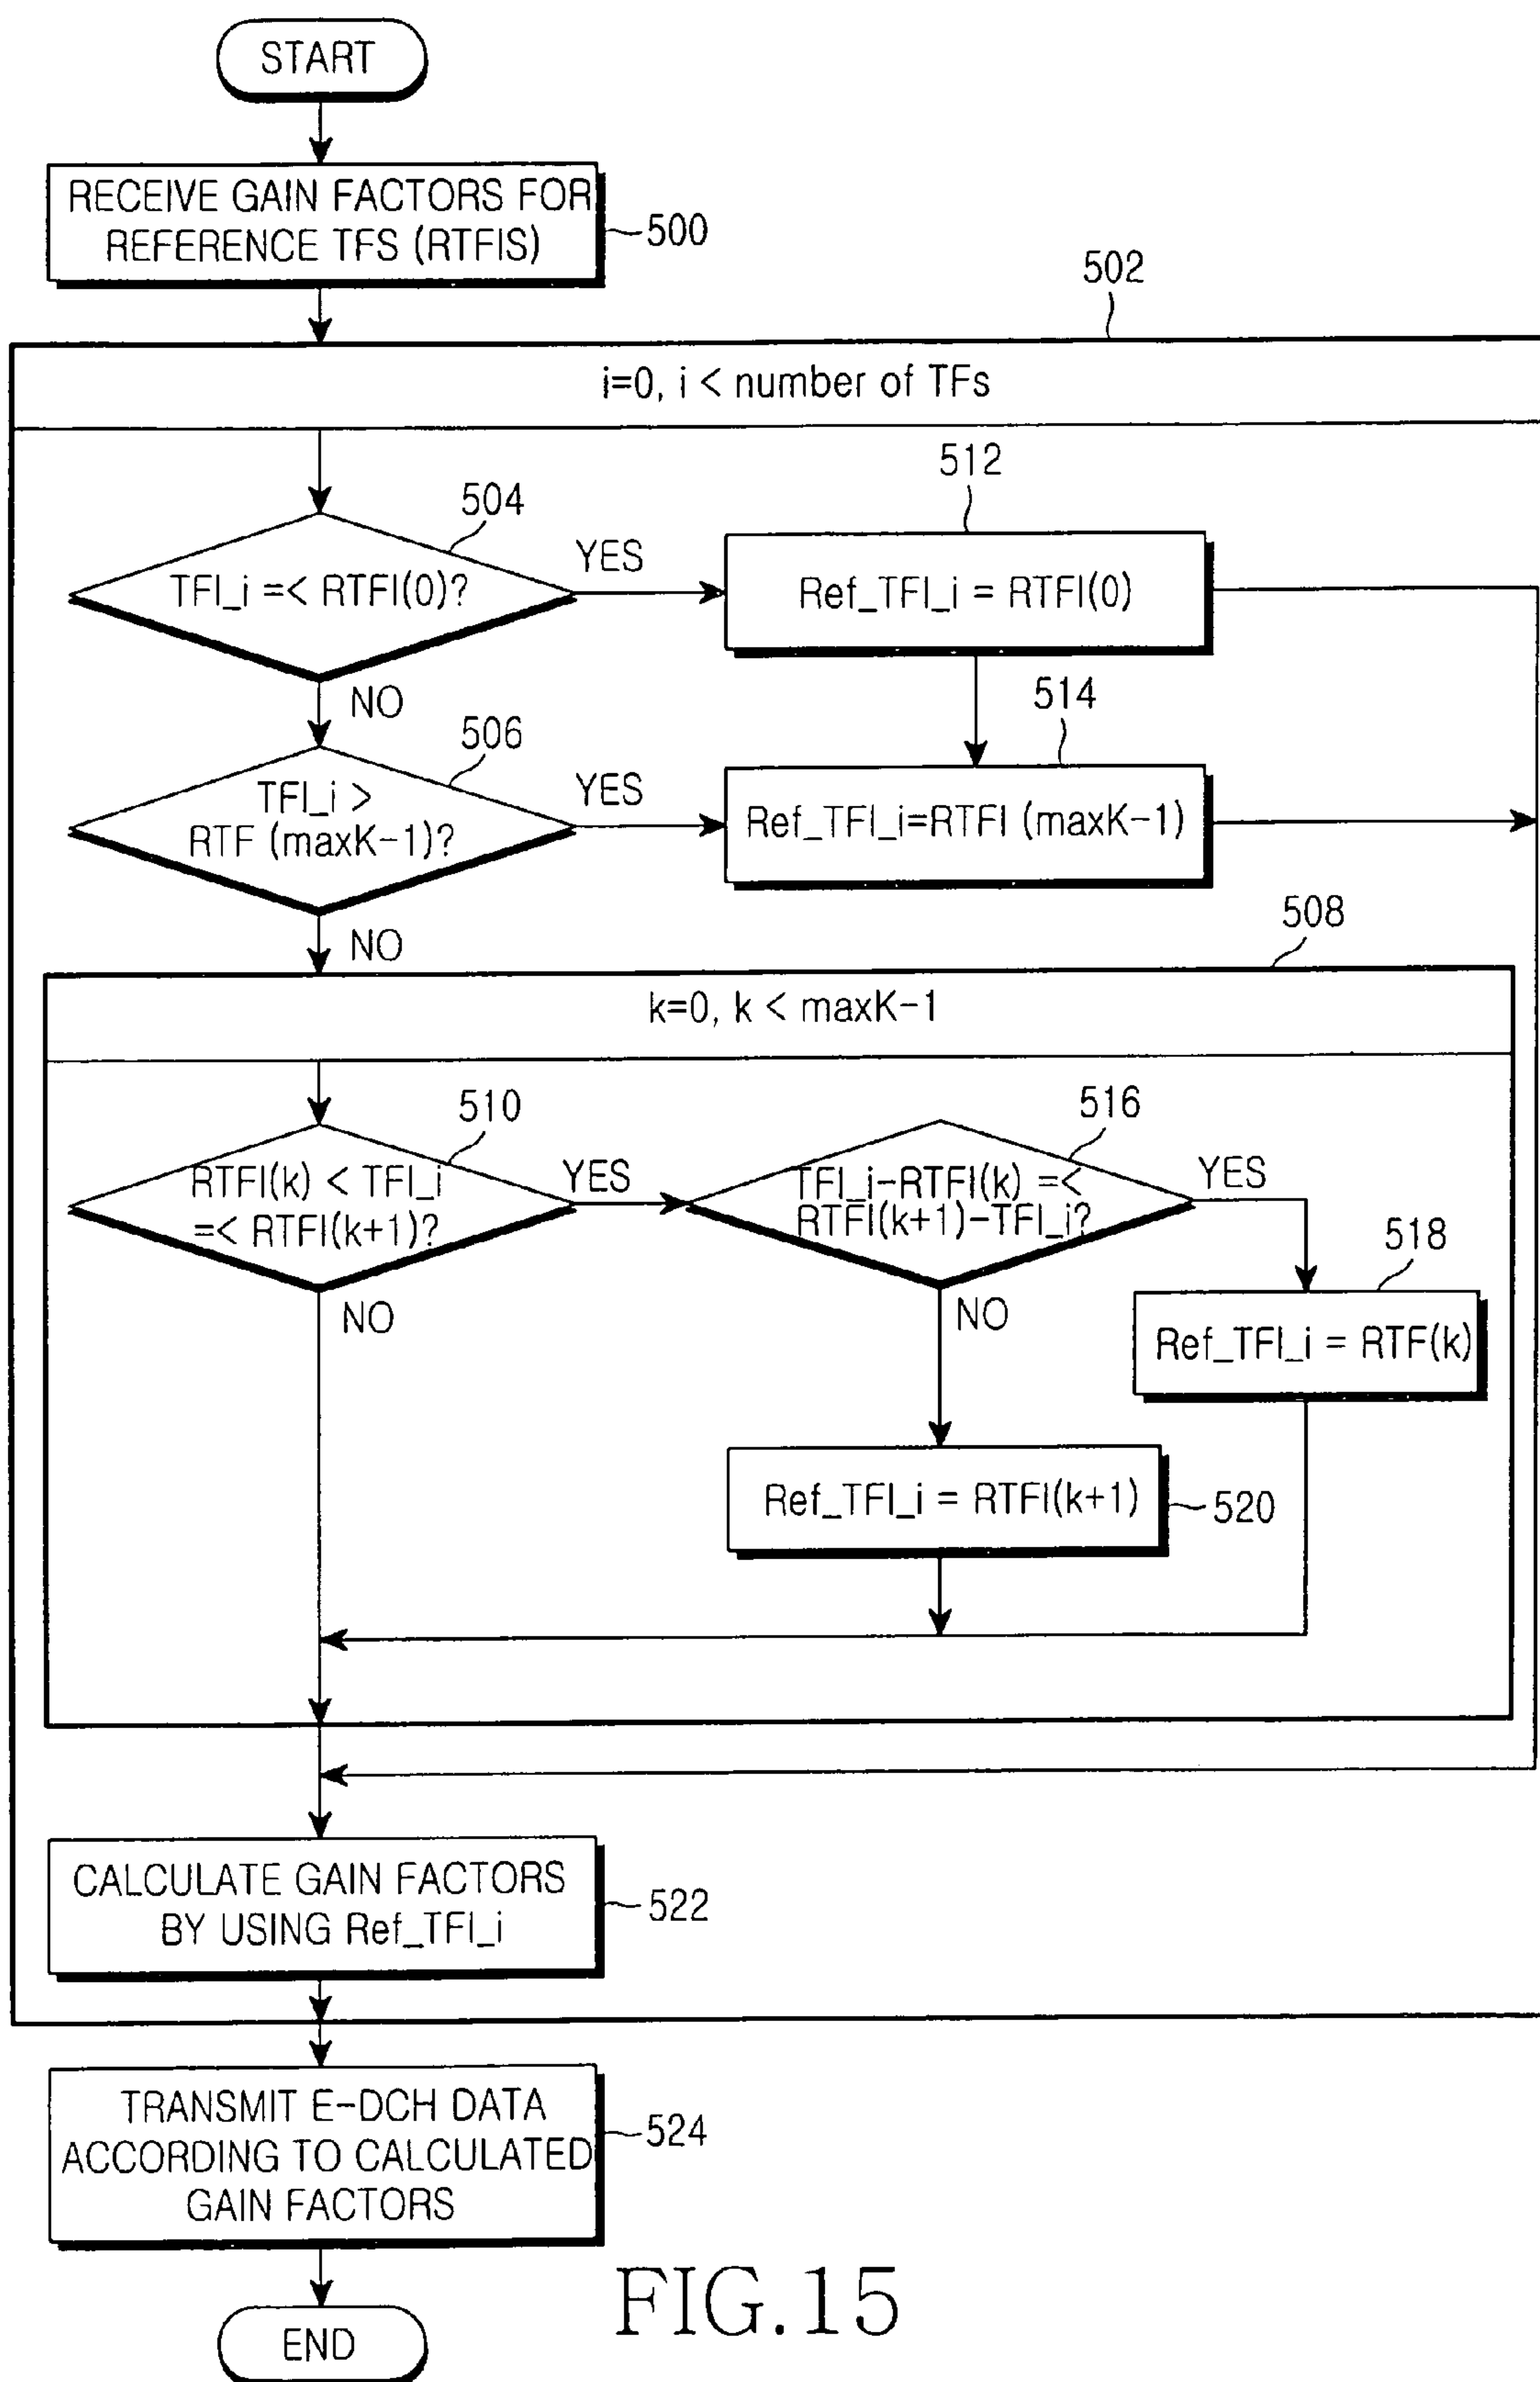 START
RECEIVE GAIN FACTORS FOR
REFERENCE TFS (RTFIS)
500
502
i=0, i < number of TFs
504
512
TFI_i =< RTFI(0)?
YES
Ref_TFI_i = RTFI(0)
NO
506
514
TFI_i >
RTF (maxK-1)?
YES
Ref_TFI_i=RTFI (maxK-1)
NO
508
k=0, k < maxK-1
510
516
RTFI(k) < TFI_i
=< RTFI(k+1)?
YES
TFI_i-RTFI(k) =<
RTFI(k+1)-TFI_i?
YES
518
NO
NO
Ref_TFI_i = RTF(k)
Ref_TFI_i = RTFI(k+1)
520
CALCULATE GAIN FACTORS
BY USING Ref_TFI_i
522
TRANSMIT E-DCH DATA
ACCORDING TO CALCULATED
GAIN FACTORS
524
END
FIG.15